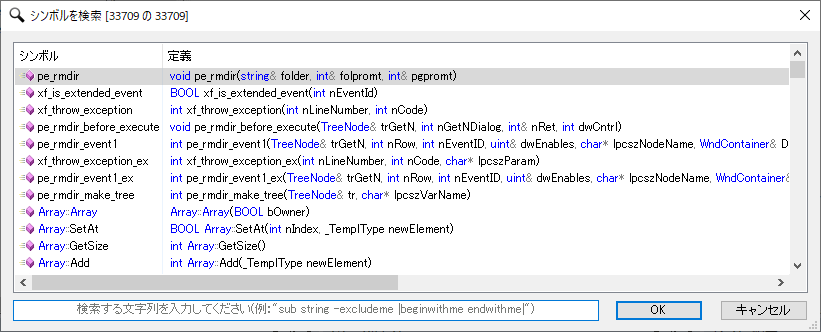 シンボルを検索 [33709 の 33709]
シンボル 定義
pe_rmdir void pe_rmdir(string& folder, int& folpromt, int& pgpromt)
xf_is_extended_event BOOL xf_is_extended_event(int nEventId)
xf_throw_exception int xf_throw_exception(int nLineNumber, int nCode)
pe_rmdir_before_execute void pe_rmdir_before_execute(TreeNode& trGetN, int nGetNDialog, int& nRet, int dwCntrl)
pe_rmdir_event1 int pe_rmdir_event1(TreeNode& trGetN, int nRow, int nEventID, uint& dwEnables, char* lpcszNodeName, WndContainer& D
xf_throw_exception_ex int xf_throw_exception_ex(int nLineNumber, int nCode, char* lpcszParam)
pe_rmdir_event1_ex int pe_rmdir_event1_ex(TreeNode& trGetN, int nRow, int nEventID, uint& dwEnables, char* lpcszNodeName, WndContainer&
pe_rmdir_make_tree int pe_rmdir_make_tree(TreeNode& tr, char* lpcszVarName)
Array::Array Array::Array(BOOL bOwner)
Array::SetAt BOOL Array::SetAt(int nIndex, _TemplType newElement)
Array::GetSize int Array::GetSize()
Array::Add int Array::Add(_TemplType newElement)
検索する文字列を入力してください(例："sub string -excludeme |beginwithme endwithme|")
OK
キャンセル